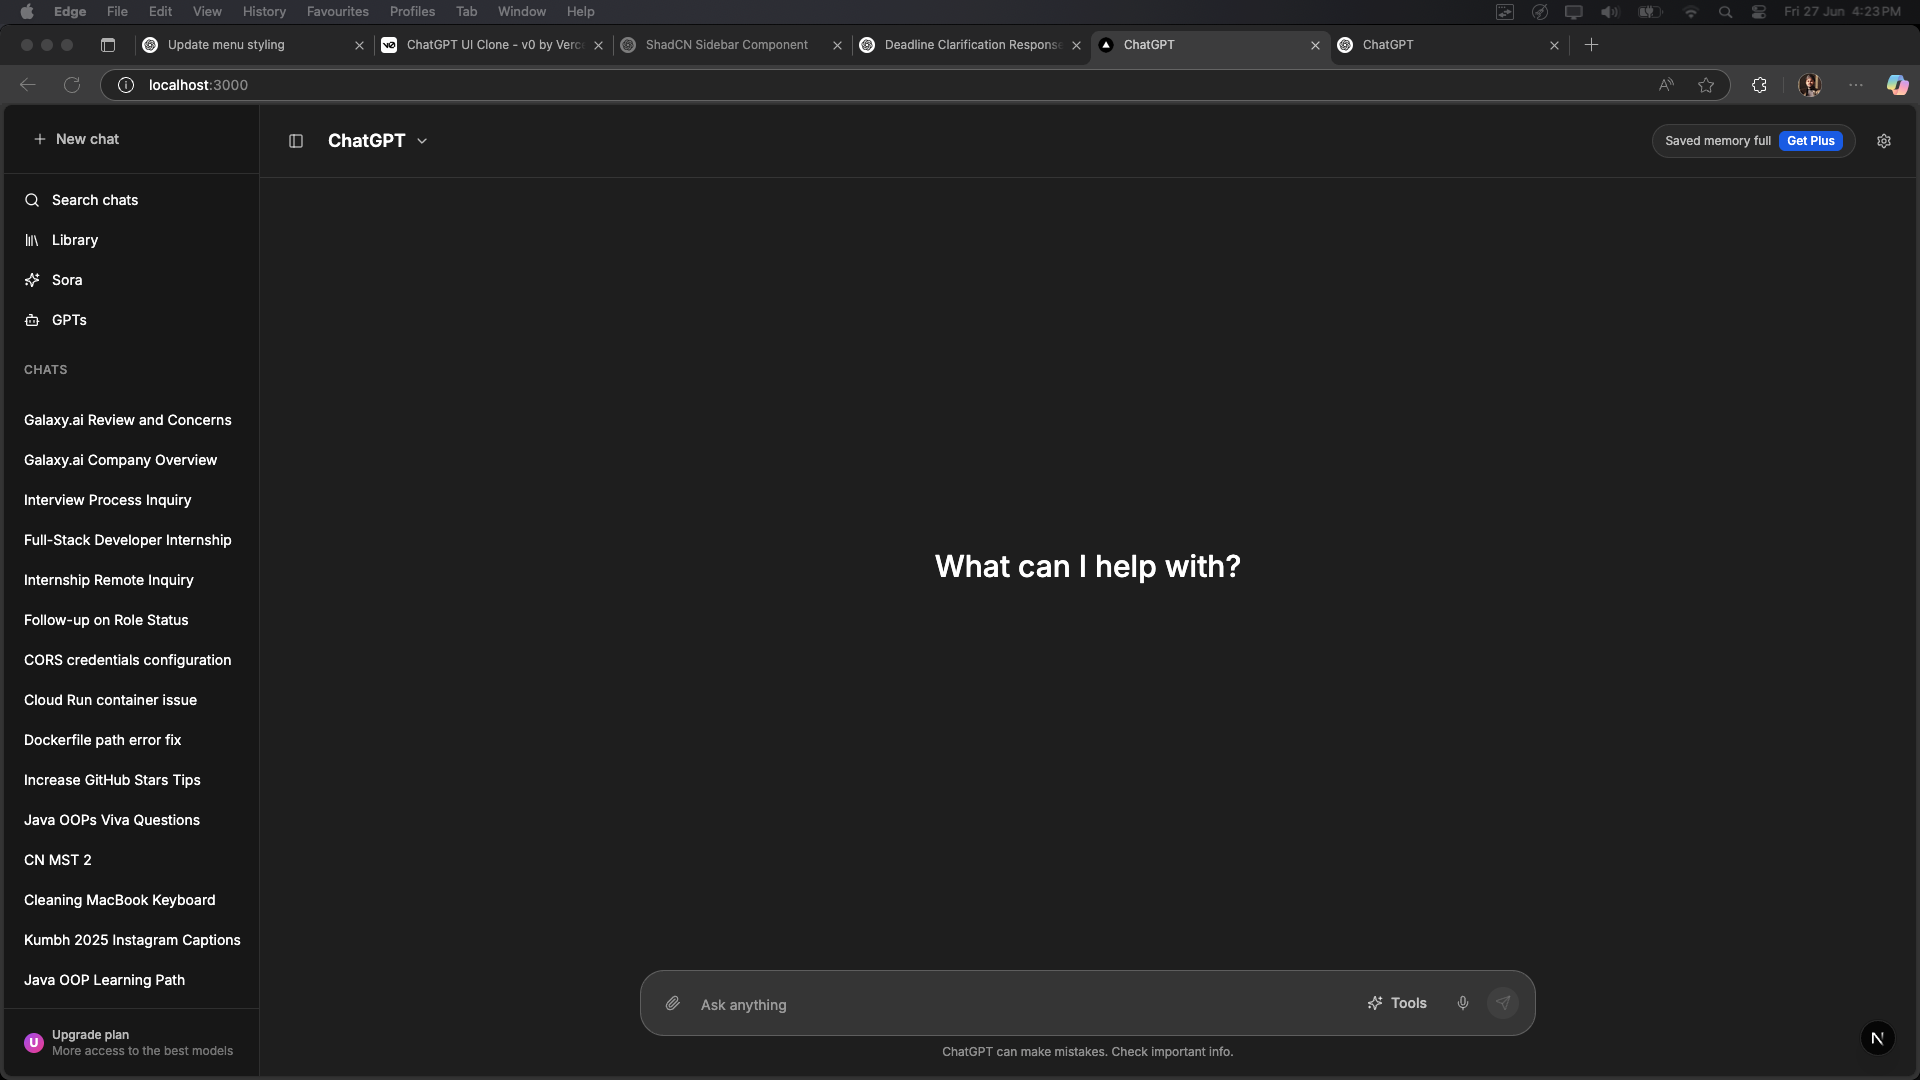 Edge File Edit View History Favourites Profiles Tab Window Help Fri 27 Jun 4:23 PM
Update menu styling
ChatGPT UI Clone - v0 by Verc
ShadCN Sidebar Component
Deadline Clarification Response
ChatGPT
ChatGPT
localhost:3000
New chat
ChatGPT
Saved memory full Get Plus
Search chats
Library
Sora
GPTs
CHATS
Galaxy.ai Review and Concerns
Galaxy.ai Company Overview
Interview Process Inquiry
Full-Stack Developer Internship
Internship Remote Inquiry
Follow-up on Role Status
CORS credentials configuration
Cloud Run container issue
Dockerfile path error fix
Increase GitHub Stars Tips
Java OOPs Viva Questions
CN MST 2
Cleaning MacBook Keyboard
Kumbh 2025 Instagram Captions
Java OOP Learning Path
U
Upgrade plan
More access to the best models
What can I help with?
Ask anything
Tools
ChatGPT can make mistakes. Check important info.
N